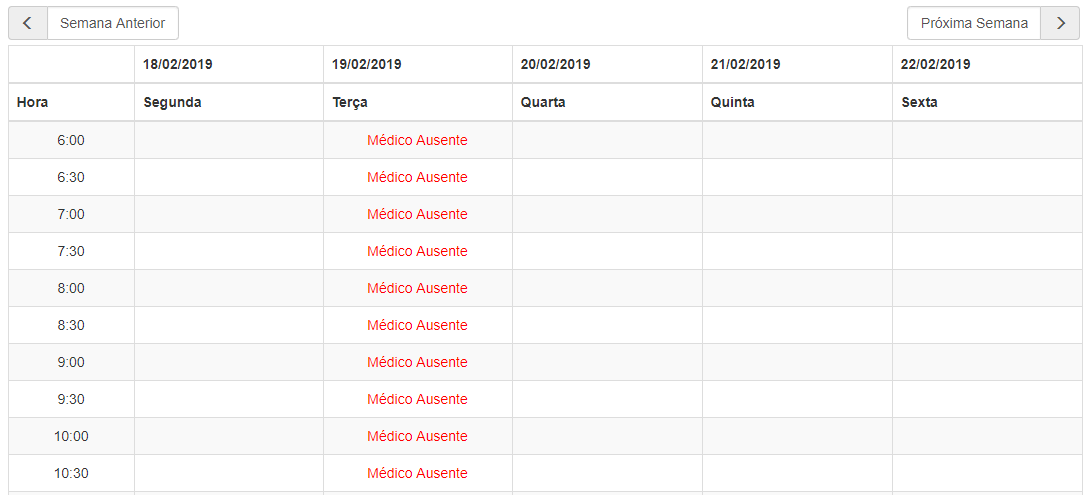 Semana Anterior Próxima Semana
18/02/2019 19/02/2019 20/02/2019 21/02/2019 22/02/2019
Hora Segunda Terça Quarta Quinta Sexta
6:00 Médico Ausente
6:30 Médico Ausente
7:00 Médico Ausente
7:30 Médico Ausente
8:00 Médico Ausente
8:30 Médico Ausente
9:00 Médico Ausente
9:30 Médico Ausente
10:00 Médico Ausente
10:30 Médico Ausente